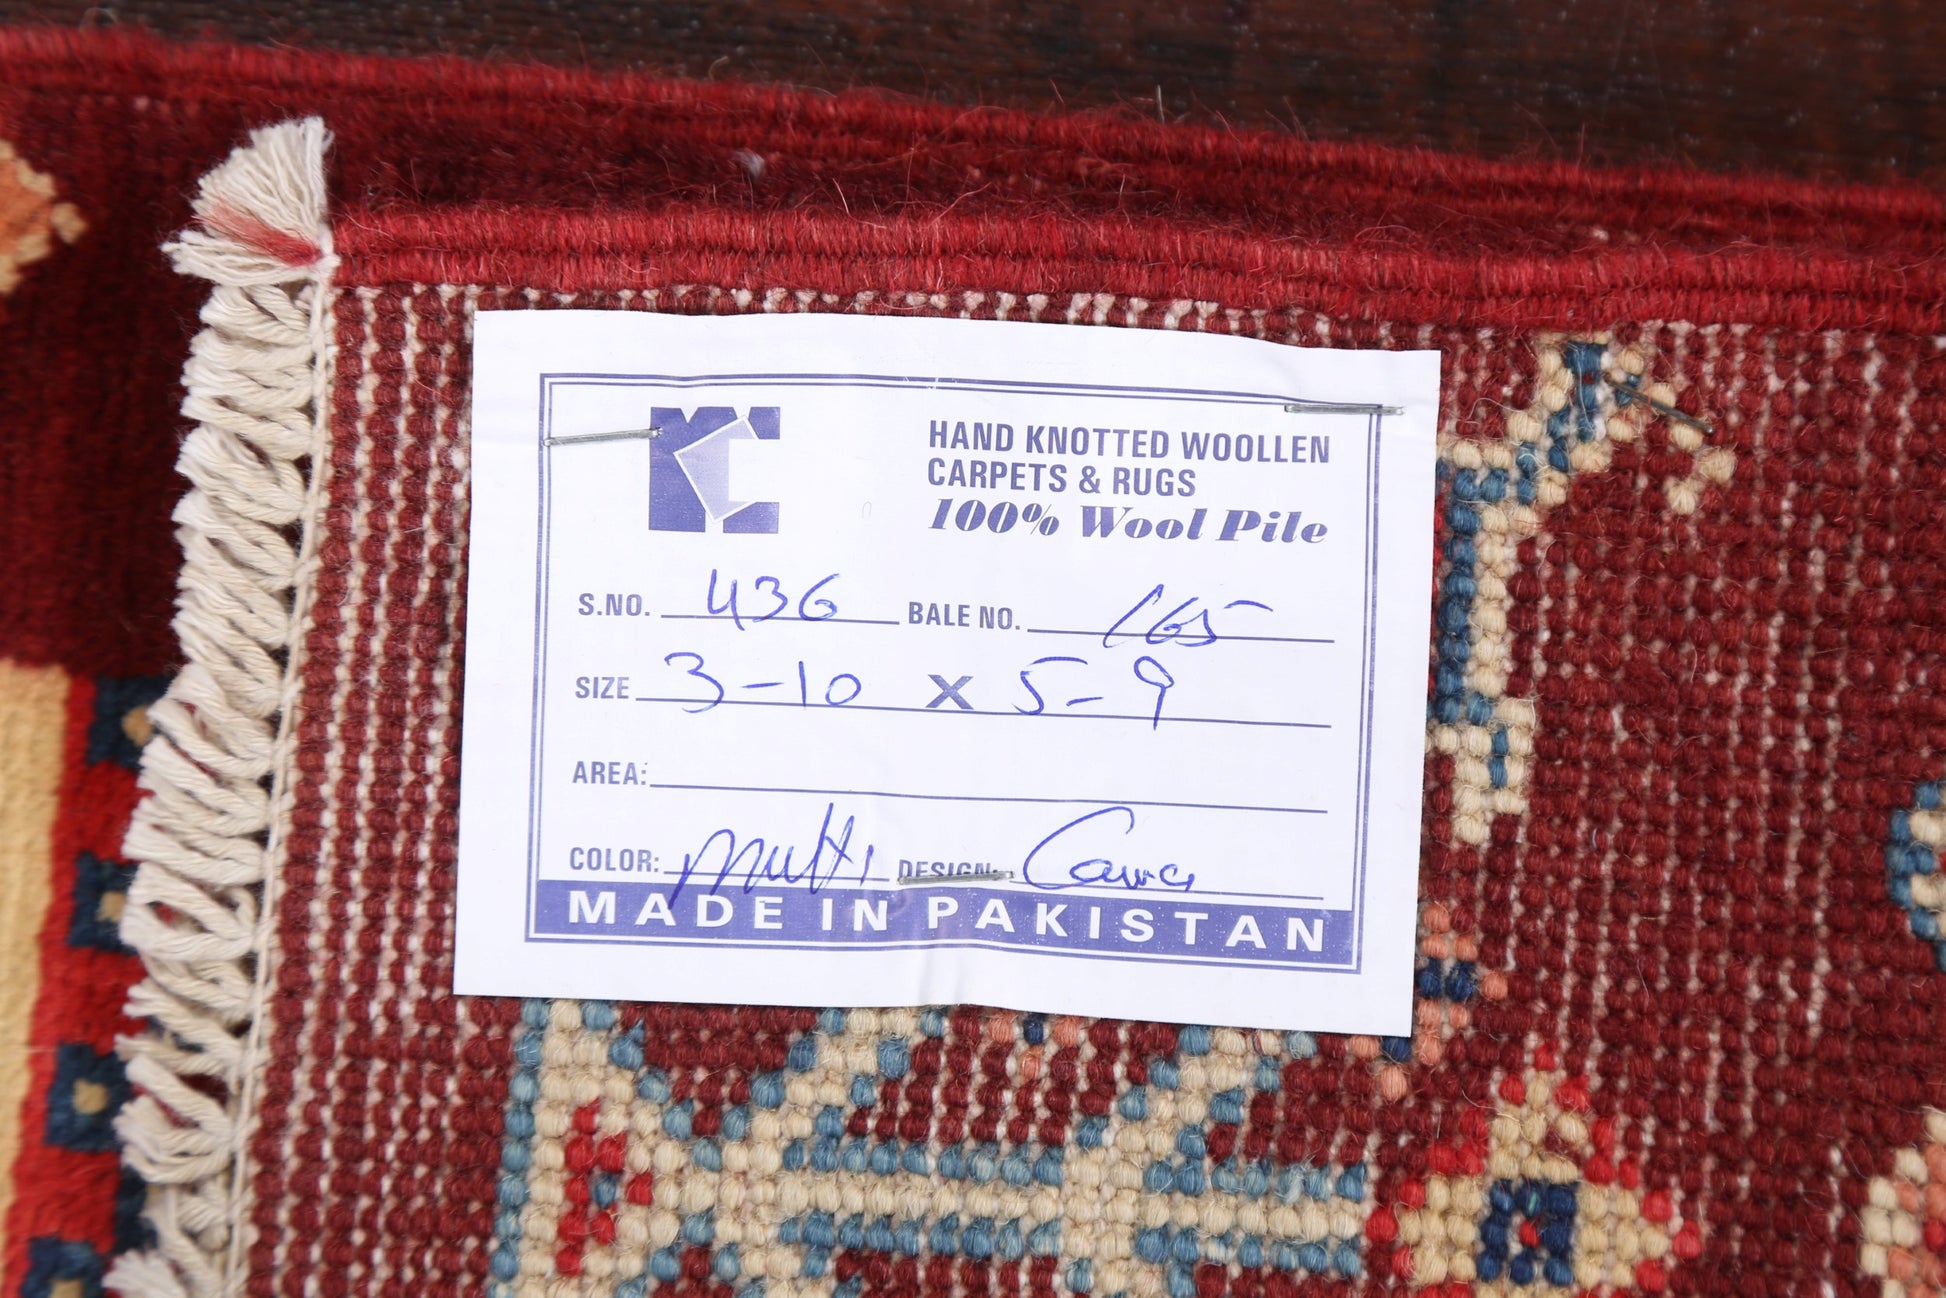 HAND KNOTTED WOOLLEN
CARPETS & RUGS
100% Wool Pile
S.NO. 436 BALE NO. 165
SIZE 3-10 X 5-9
AREA:
COLOR: Multi DESIGN:
MADE IN PAKISTAN